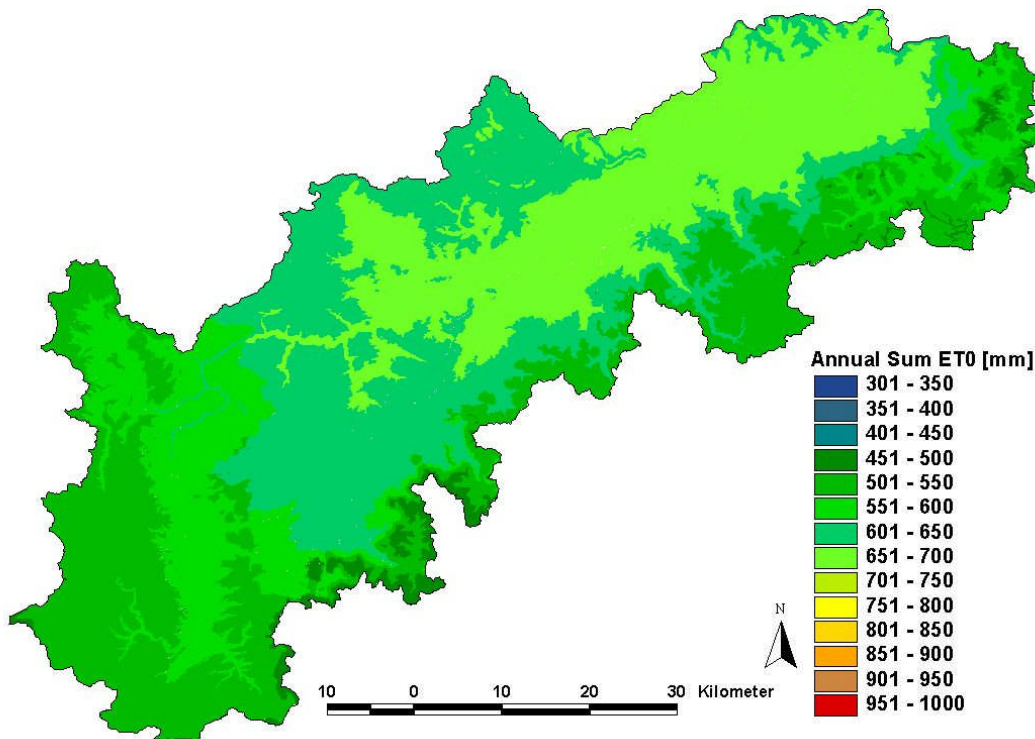 Annual Sum ET0 [mm]
301 - 350
351 - 400
401 - 450
451 - 500
501 - 550
551 - 600
601 - 650
651 - 700
701 - 750
751 - 800
801 - 850
851 - 900
901 - 950
951 - 1000
N
10 0 10 20 30 Kilometer